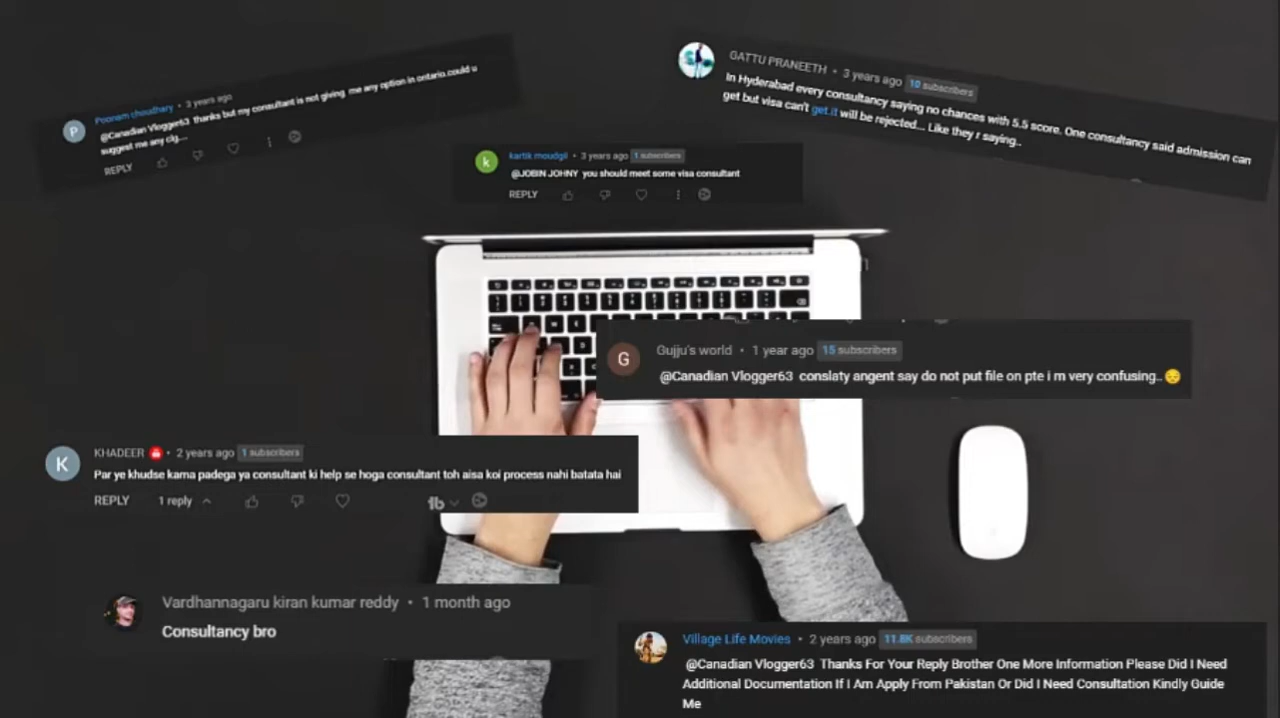 Poonam choudhary • 3 years ago
@Canadian Vlogger63 thanks but my consultant is not giving me any option in ontario.could u
suggest me any clg....
REPLY
GATTU PRANEETH • 3 years ago 10 subscribers
In Hyderabad every consultancy saying no chances with 5.5 score. One consultancy said admission can
get but visa can't get.it will be rejected.... Like they r saying..
kartik moudgil • 3 years ago 1 subscribers
@JOBIN JOHNY you should meet some visa consultant
REPLY
G
Gujju's world • 1 year ago 15 subscribers
@Canadian Vlogger63 conslaty angent say do not put file on pte i m very confusing..
KHADEER • 2 years ago 1 subscribers
Par ye khudse karna padega ya consultant ki help se hoga consultant toh aisa koi process nahi batata hai
REPLY 1 reply
Vardhannagaru kiran kumar reddy • 1 month ago
Consultancy bro
Village Life Movies • 2 years ago 11.8K subscribers
@Canadian Vlogger63 Thanks For Your Reply Brother One More Information Please Did I Need
Additional Documentation If I Am Apply From Pakistan Or Did I Need Consultation Kindly Guide
Me